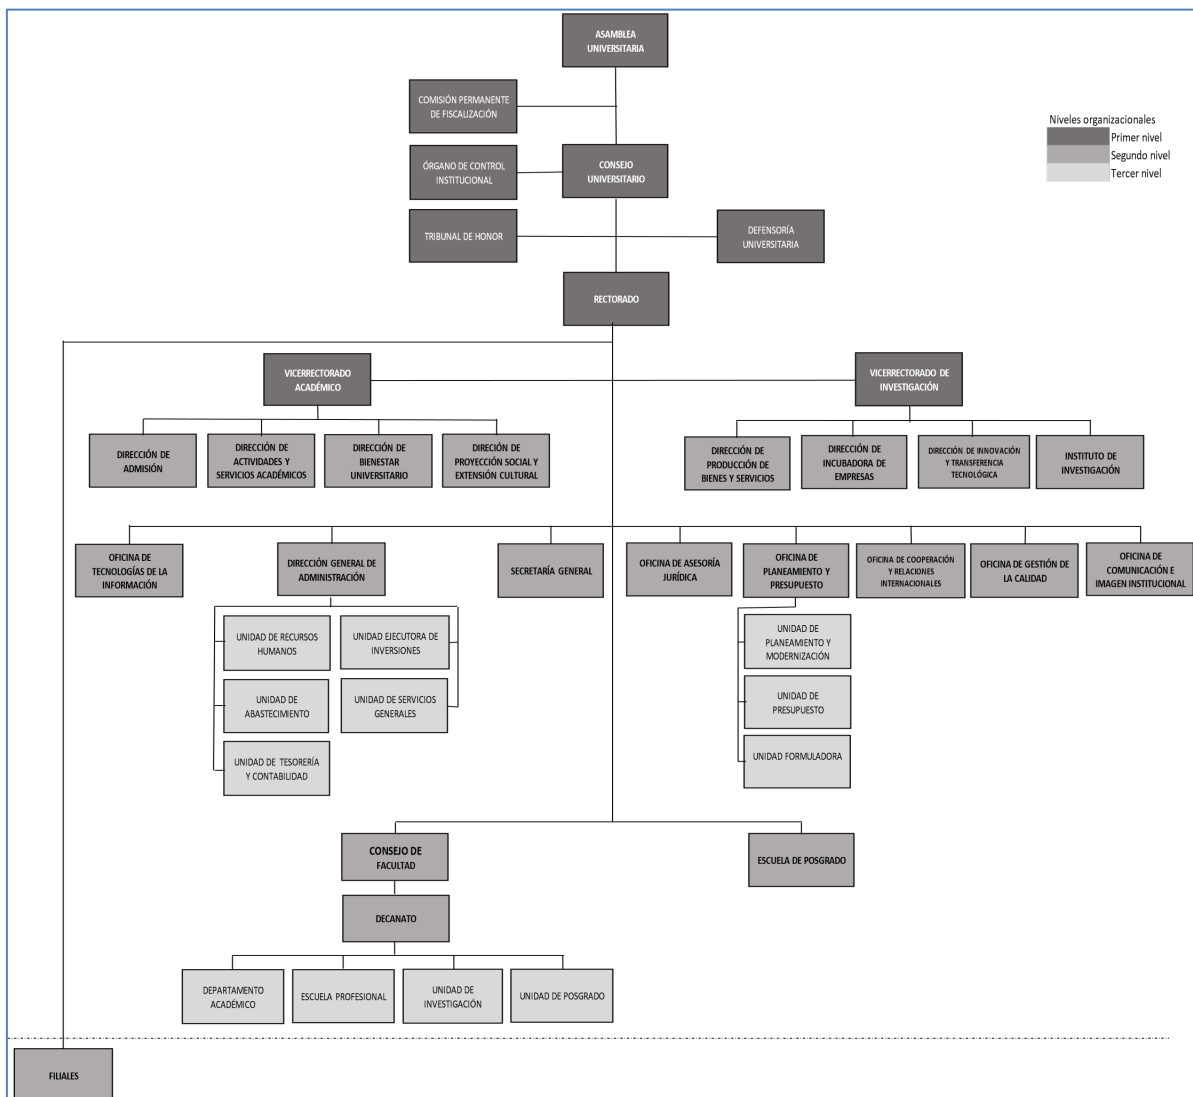 ASAMBLEA
UNIVERSITARIA
COMISIÓN PERMANENTE
DE FISCALIZACIÓN
Niveles organizacionales
Primer nivel
Segundo nivel
Tercer nivel
ÓRGANO DE CONTROL
INSTITUCIONAL
CONSEJO
UNIVERSITARIO
TRIBUNAL DE HONOR
DEFENSORÍA
UNIVERSITARIA
RECTORADO
VICERRECTORADO
ACADÉMICO
VICERRECTORADO DE
INVESTIGACIÓN
DIRECCIÓN DE
ADMISIÓN
DIRECCIÓN DE
ACTIVIDADES Y
SERVICIOS ACADÉMICOS
DIRECCIÓN DE
BIENESTAR
UNIVERSITARIO
DIRECIÓN DE
PROYECCIÓN SOCIAL Y
EXTENSIÓN CULTURAL
DIRECCIÓN DE
PRODUCCIÓN DE
BIENES Y SERVICIOS
DIRECCIÓN DE
INCUBADORA DE
EMPRESAS
DIRECCIÓN DE INNOVACIÓN
Y TRANSFERENCIA
TECNOLÓGICA
INSTITUTO DE
INVESTIGACIÓN
OFICINA DE
TECNOLOGÍAS DE LA
INFORMACIÓN
DIRECCIÓN GENERAL DE
ADMINISTRACIÓN
SECRETARÍA GENERAL
OFICINA DE ASESORÍA
JURÍDICA
OFICINA DE
PLANEAMIENTO Y
PRESUPUESTO
OFICINA DE COOPERACIÓN
Y RELACIONES
INTERNACIONALES
OFICINA DE GESTIÓN DE
LA CALIDAD
OFICINA DE
COMUNICACIÓN E
IMAGEN INSTITUCIONAL
UNIDAD DE RECURSOS
HUMANOS
UNIDAD EJECUTORA DE
INVERSIONES
UNIDAD DE
PLANEAMIENTO Y
MODERNIZACIÓN
UNIDAD DE
ABASTECIMIENTO
UNIDAD DE SERVICIOS
GENERALES
UNIDAD DE
PRESUPUESTO
UNIDAD DE TESORERÍA
Y CONTABILIDAD
UNIDAD FORMULADORA
CONSEJO DE
FACULTAD
ESCUELA DE POSGRADO
DECANATO
DEPARTAMENTO
ACADÉMICO
ESCUELA PROFESIONAL
UNIDAD DE
INVESTIGACIÓN
UNIDAD DE POSGRADO
FILIALES